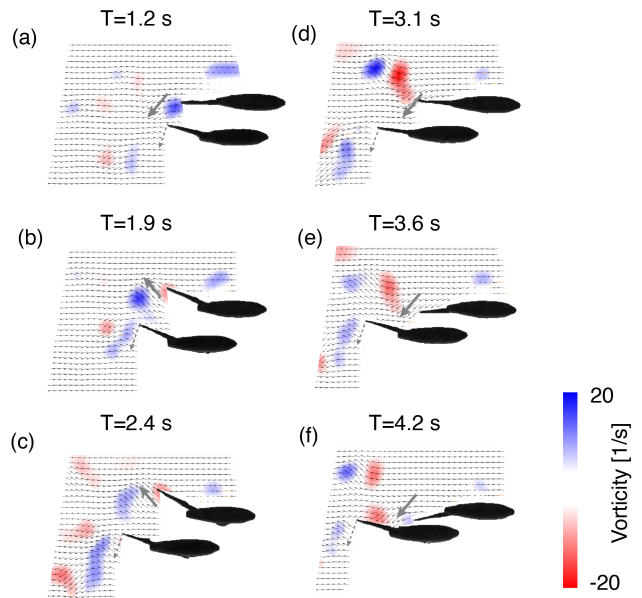 (a) T=1.2 s
(d) T=3.1 s
(b) T=1.9 s
(e) T=3.6 s
(c) T=2.4 s
(f) T=4.2 s
20
Vorticity [1/s]
-20